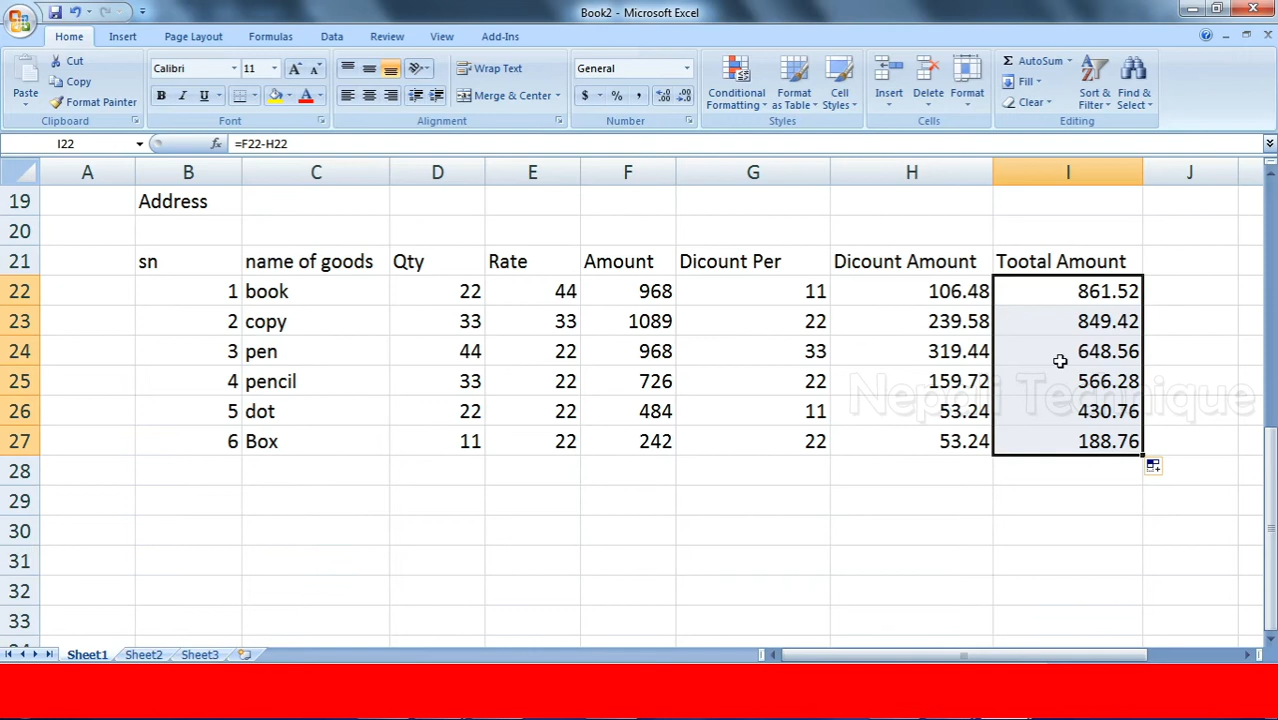 Book2 - Microsoft Excel
Home Insert Page Layout Formulas Data Review View Add-Ins
Paste
Cut
Copy
Format Painter
Clipboard
Calibri 11
B I U
Font
Wrap Text
Merge & Center
Alignment
General
$ % ,
Number
Conditional Formatting
Format as Table
Cell Styles
Styles
Insert Delete Format
Cells
AutoSum
Fill
Clear
Sort & Filter
Find & Select
Editing
I22 fx =F22-H22
A B C D E F G H I J
19 Address
20
21 sn name of goods Qty Rate Amount Dicount Per Dicount Amount Tootal Amount
22 1 book 22 44 968 11 106.48 861.52
23 2 copy 33 33 1089 22 239.58 849.42
24 3 pen 44 22 968 33 319.44 648.56
25 4 pencil 33 22 726 22 159.72 566.28
Nepoli Technique
26 5 dot 22 22 484 11 53.24 430.76
27 6 Box 11 22 242 22 53.24 188.76
28
29
30
31
32
33
Sheet1 Sheet2 Sheet3